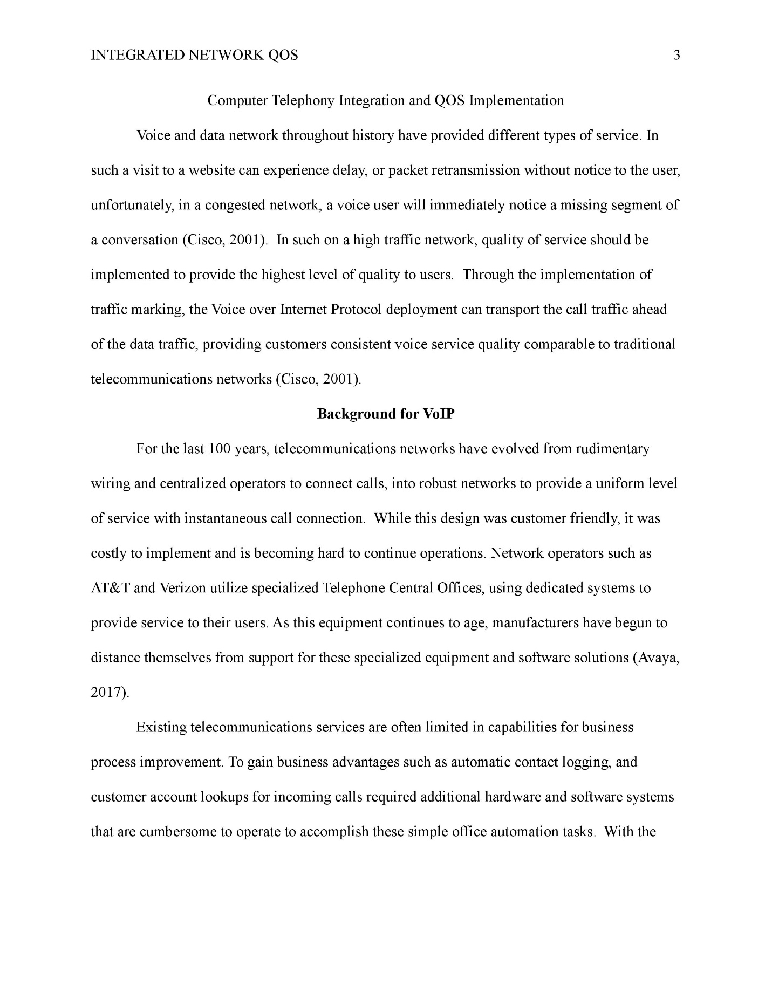 INTEGRATED NETWORK QOS 3
Computer Telephony Integration and QOS Implementation
Voice and data network throughout history have provided different types of service. In
such a visit to a website can experience delay, or packet retransmission without notice to the user,
unfortunately, in a congested network, a voice user will immediately notice a missing segment of
a conversation (Cisco, 2001).  In such on a high traffic network, quality of service should be
implemented to provide the highest level of quality to users.  Through the implementation of
traffic marking, the Voice over Internet Protocol deployment can transport the call traffic ahead
of the data traffic, providing customers consistent voice service quality comparable to traditional
telecommunications networks (Cisco, 2001).
Background for VoIP
For the last 100 years, telecommunications networks have evolved from rudimentary
wiring and centralized operators to connect calls, into robust networks to provide a uniform level
of service with instantaneous call connection.  While this design was customer friendly, it was
costly to implement and is becoming hard to continue operations. Network operators such as
AT&T and Verizon utilize specialized Telephone Central Offices, using dedicated systems to
provide service to their users. As this equipment continues to age, manufacturers have begun to
distance themselves from support for these specialized equipment and software solutions (Avaya,
2017).
Existing telecommunications services are often limited in capabilities for business
process improvement. To gain business advantages such as automatic contact logging, and
customer account lookups for incoming calls required additional hardware and software systems
that are cumbersome to operate to accomplish these simple office automation tasks.  With the